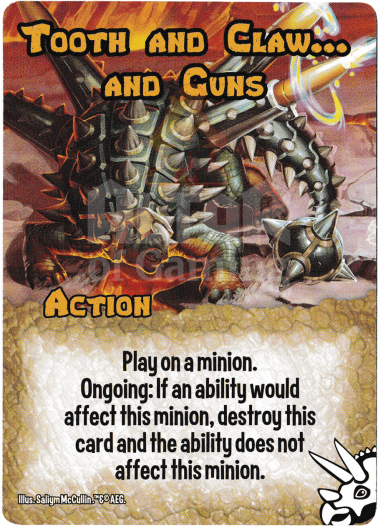 Tooth and Claw...
and Guns
Action
Play on a minion.
Ongoing: If an ability would
affect this minion, destroy this
card and the ability does not
affect this minion.
Illus. Saliym McCullin. ™&© AEG.